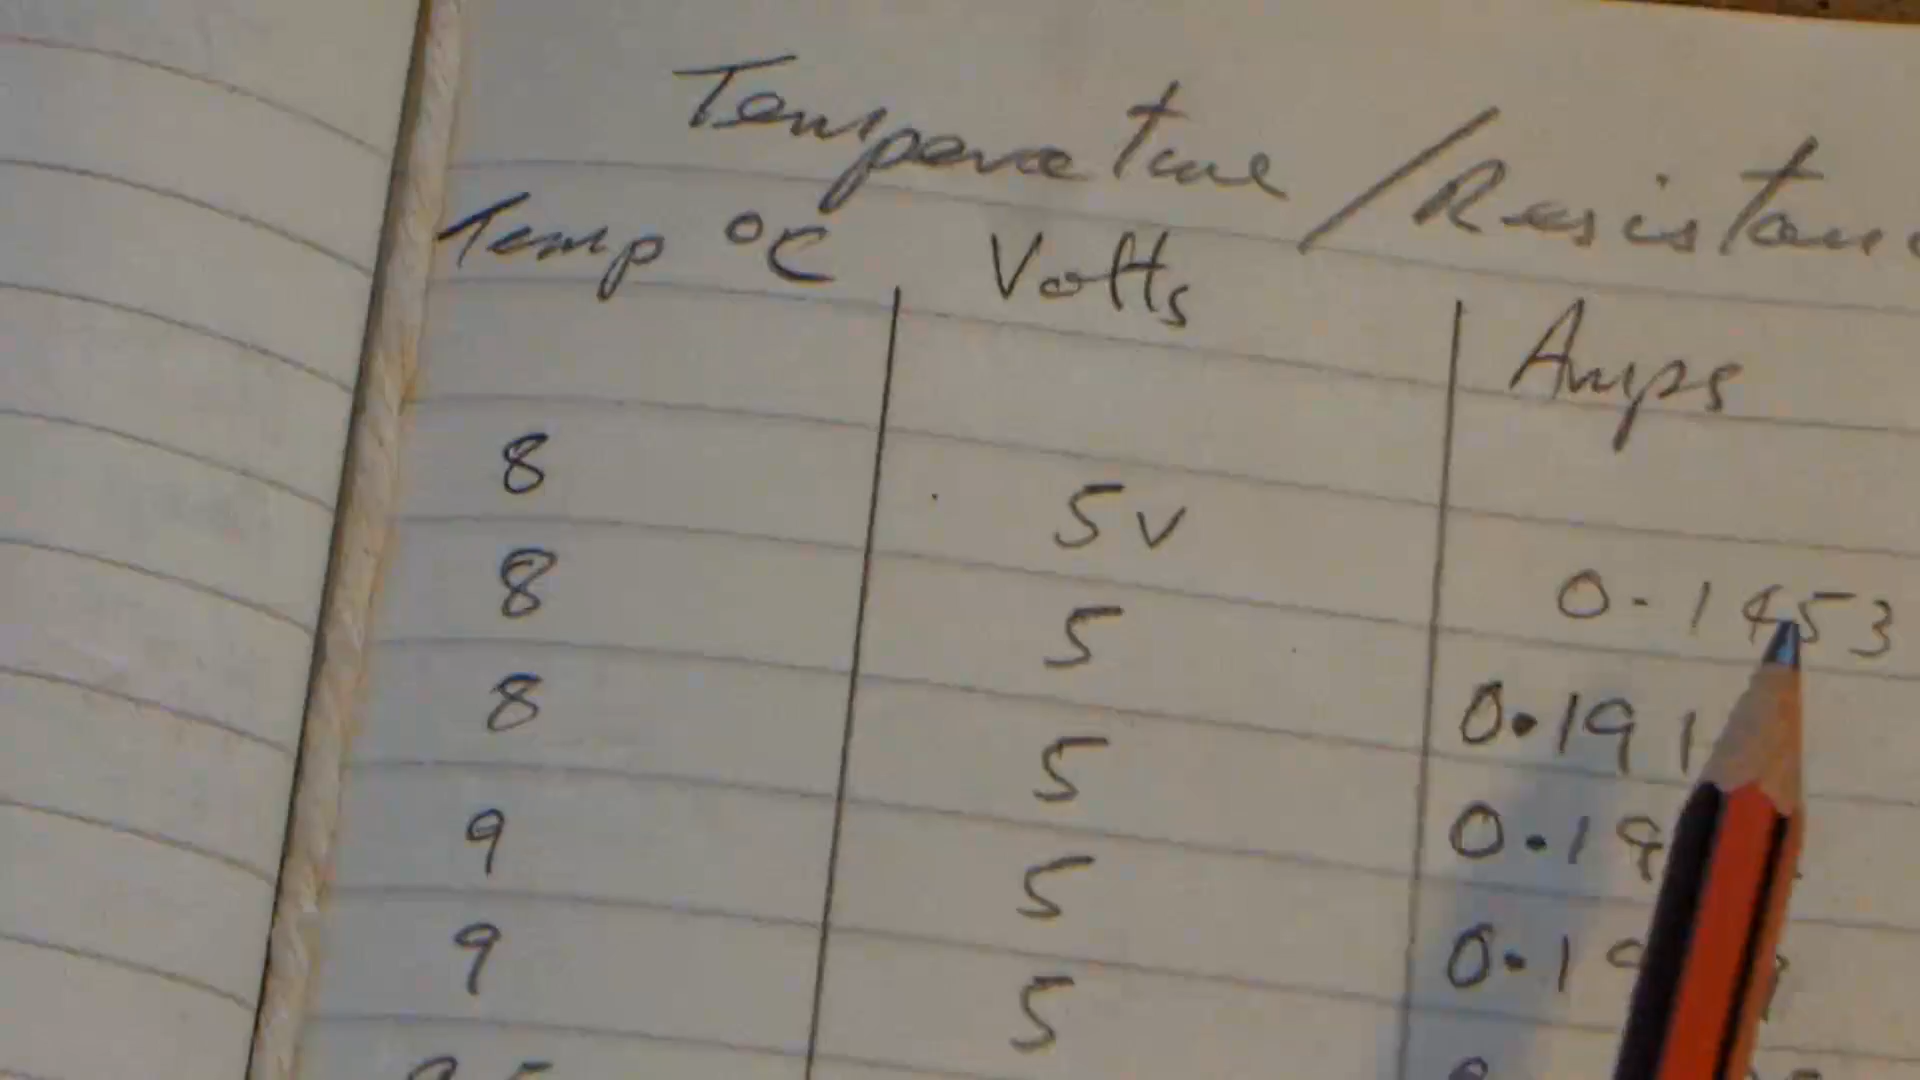 Temperature / Resistan
Temp °C Volts Amps
8 5v 0.1453
8 5 0.191
8 5 0.19
9 5 0.19
9 5